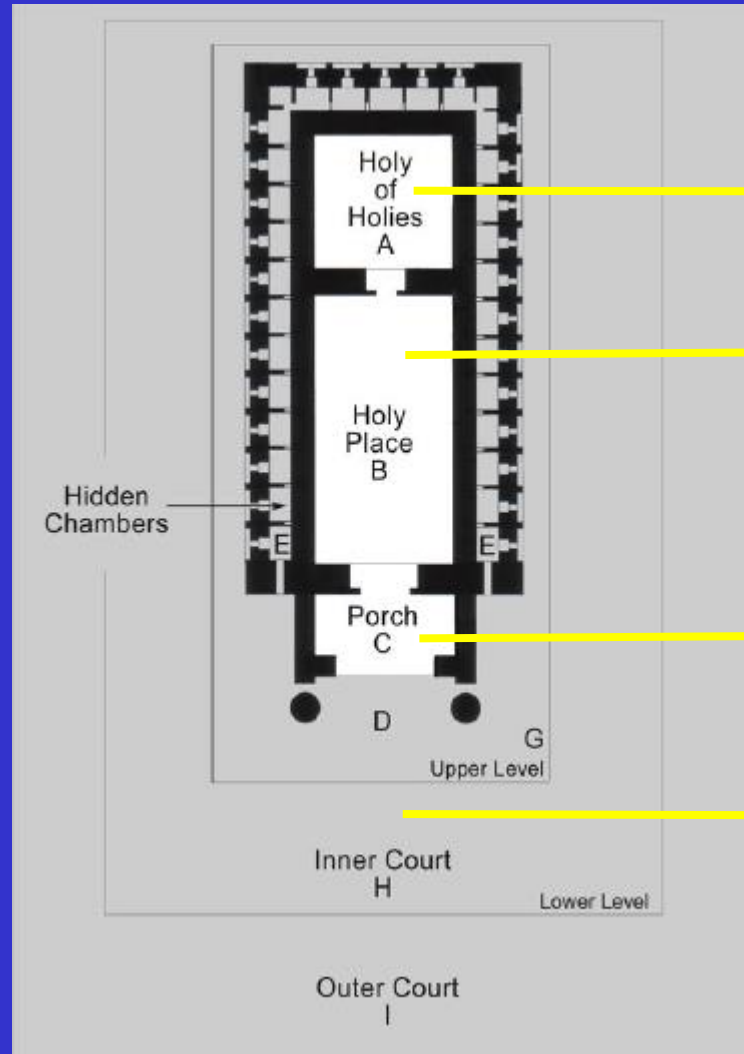 Holy
of
Holies
A
Holy
Place
B
Hidden
Chambers
E
E
Porch
C
D
G
Upper Level
Inner Court
H
Lower Level
Outer Court
I